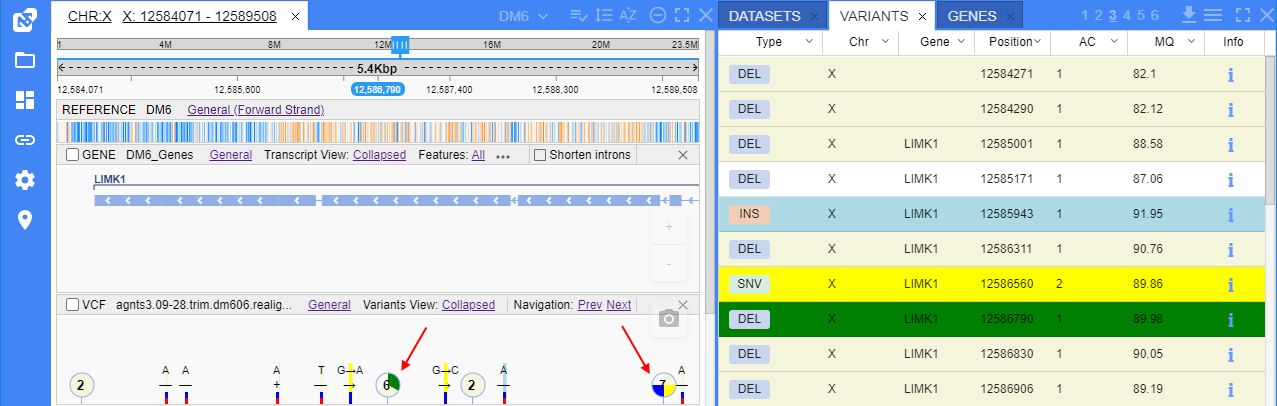 CHR:X X: 12584071 - 12589508 ×
DM6
1 4M 8M 12M 16M 20M 23.5M
5.4Kbp
12,584,071 12,585,600 12,586,790 12,587,400 12,588,300 12,589,508
REFERENCE DM6 General (Forward Strand)
GENE DM6_Genes General Transcript View: Collapsed Features: All ••• Shorten introns ×
LIMK1
+
-
VCF agnts3.09-28.trim.dm606.realig... General Variants View: Collapsed Navigation: Prev Next ×
2 A A A + T G→A 6 G→C 2 A 7 A
DATASETS × VARIANTS × GENES × 1 2 3 4 5 6
Type Chr Gene Position AC MQ Info
DEL X 12584271 1 82.1 i
DEL X 12584290 1 82.12 i
DEL X LIMK1 12585001 1 88.58 i
DEL X LIMK1 12585171 1 87.06 i
INS X LIMK1 12585943 1 91.95 i
DEL X LIMK1 12586311 1 90.76 i
SNV X LIMK1 12586560 2 89.86 i
DEL X LIMK1 12586790 1 89.98 i
DEL X LIMK1 12586830 1 90.05 i
DEL X LIMK1 12586906 1 89.19 i